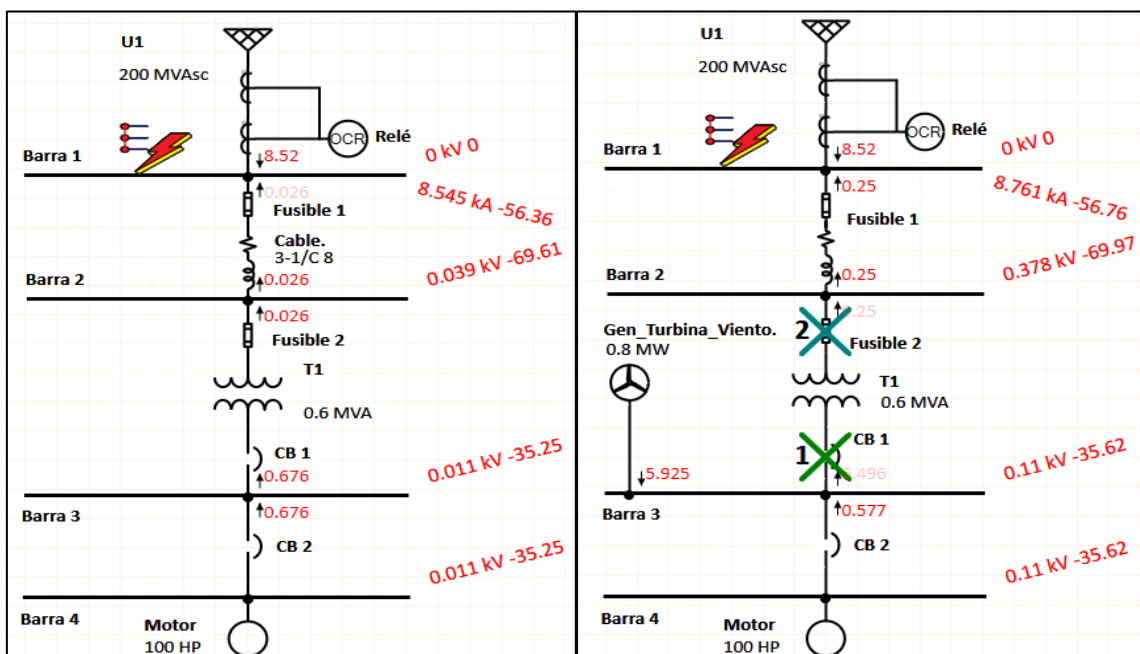 U1
200 MVAsc
OCR
Relé
Barra 1
8.52
0 kV 0
0.026
8.545 kA -56.36
Fusible 1
Cable.
3-1/C 8
0.039 kV -69.61
Barra 2
0.026
0.026
Fusible 2
T1
0.6 MVA
CB 1
0.011 kV -35.25
0.676
Barra 3
0.676
CB 2
0.011 kV -35.25
Barra 4
Motor
100 HP
U1
200 MVAsc
OCR
Relé
Barra 1
8.52
0 kV 0
0.25
8.761 kA -56.76
Fusible 1
0.378 kV -69.97
Barra 2
0.25
0.25
Gen_Turbina_Viento.
0.8 MW
2
Fusible 2
T1
0.6 MVA
CB 1
1
0.11 kV -35.62
5.925
6.496
Barra 3
0.577
CB 2
0.11 kV -35.62
Barra 4
Motor
100 HP